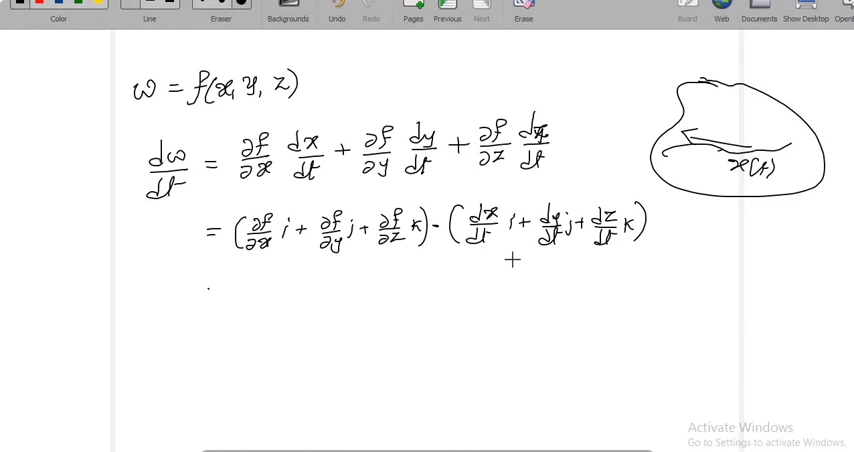 Color Line Eraser Backgrounds Undo Redo Pages Previous Next Erase Board Web Documents Show Desktop
w = f(x, y, z)
dw/dt = ∂f/∂x dx/dt + ∂f/∂y dy/dt + ∂f/∂z dz/dt
x(t)
= (∂f/∂x i + ∂f/∂y j + ∂f/∂z k) · (dx/dt i + dy/dt j + dz/dt k)
Activate Windows
Go to Settings to activate Windows.